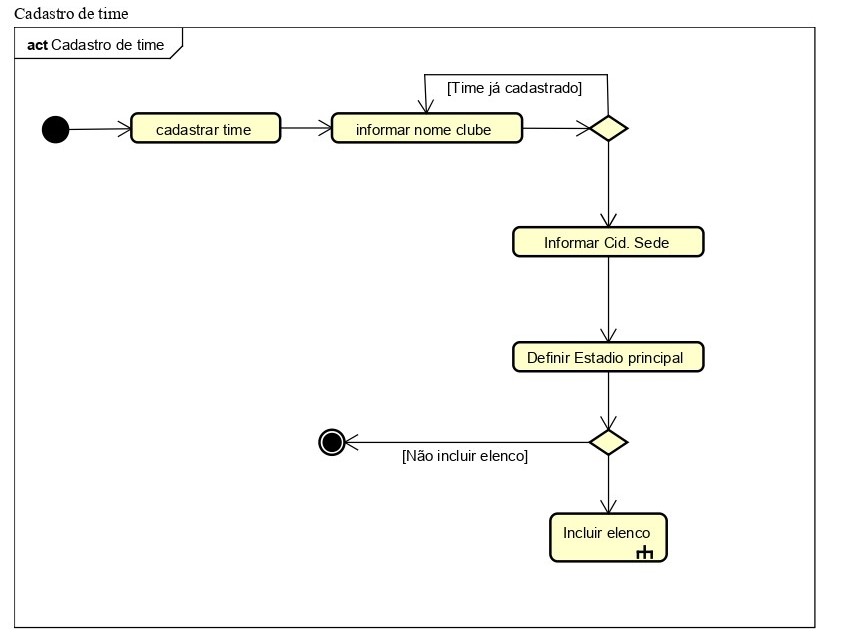 Cadastro de time
act Cadastro de time
[Time já cadastrado]
cadastrar time
informar nome clube
Informar Cid. Sede
Definir Estadio principal
[Não incluir elenco]
Incluir elenco